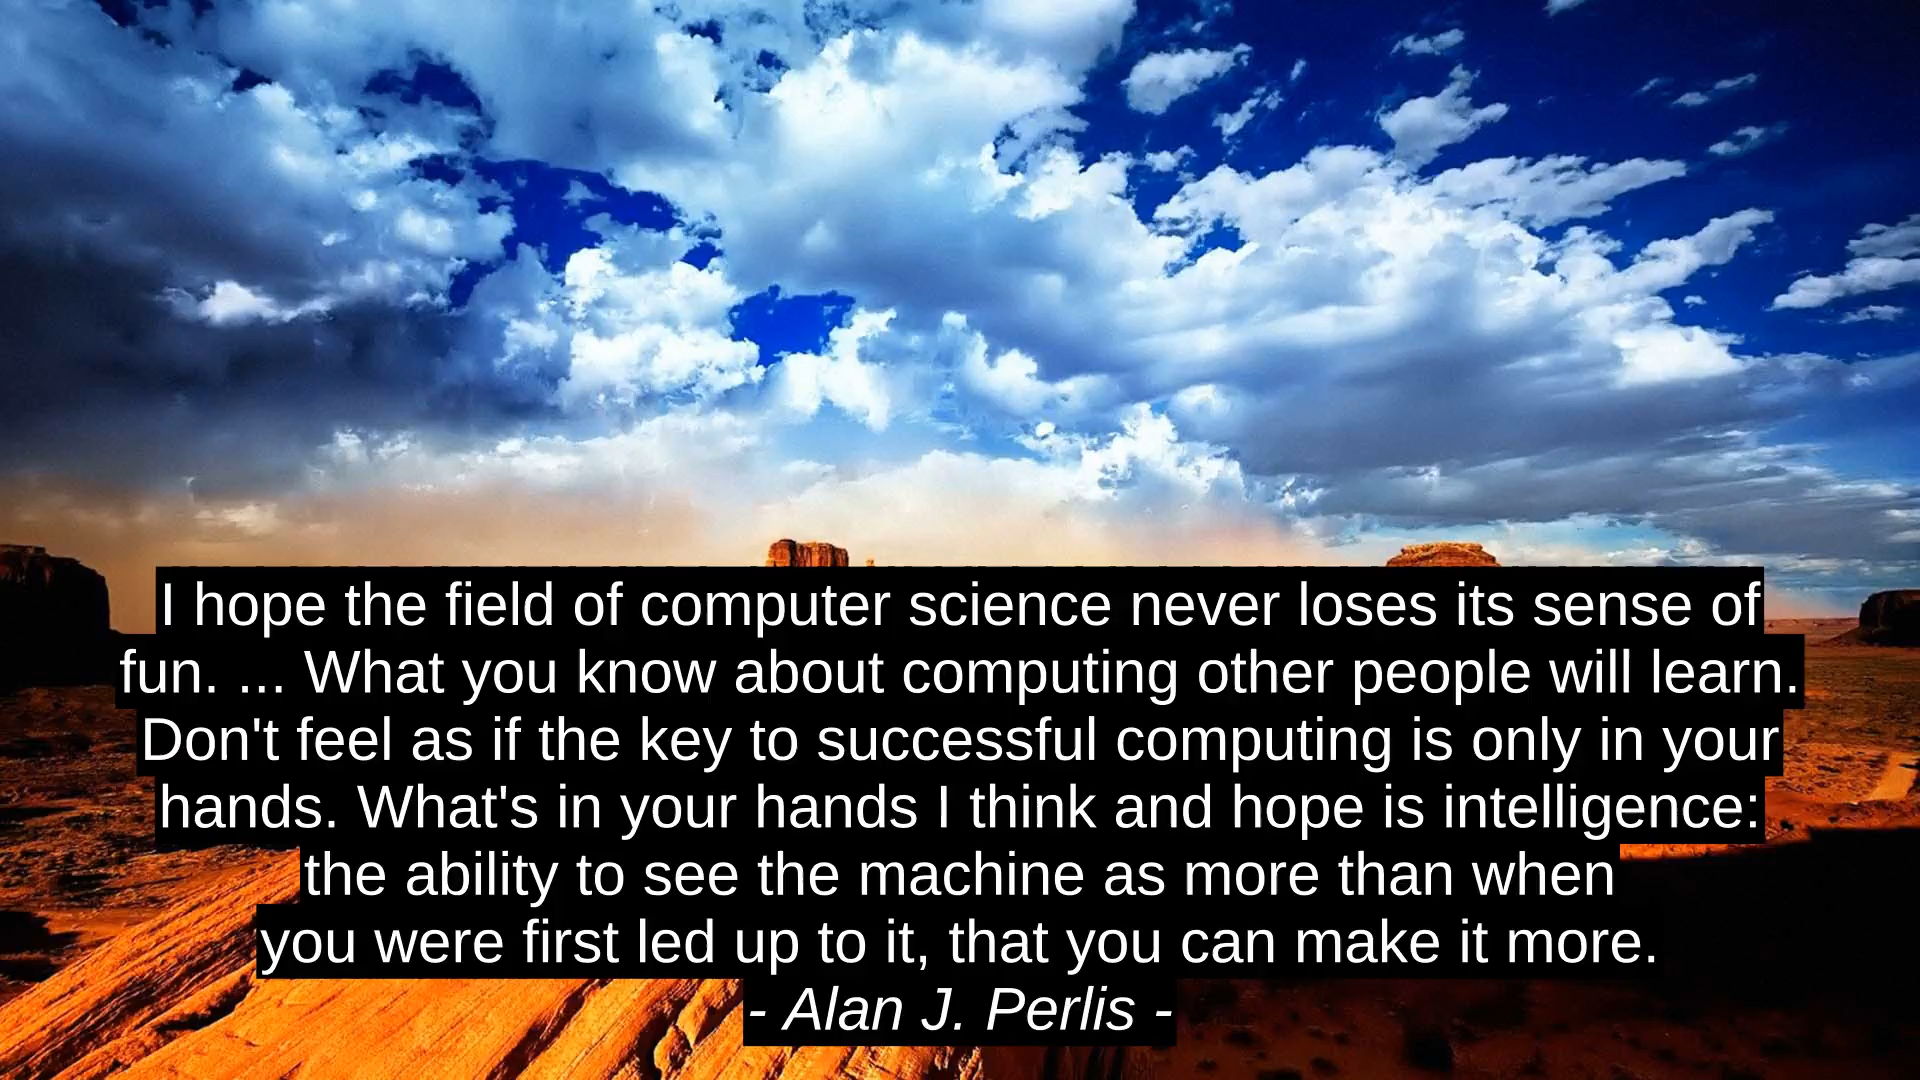 I hope the field of computer science never loses its sense of
fun. ... What you know about computing other people will learn.
Don't feel as if the key to successful computing is only in your
hands. What's in your hands I think and hope is intelligence:
the ability to see the machine as more than when
you were first led up to it, that you can make it more.
- Alan J. Perlis -